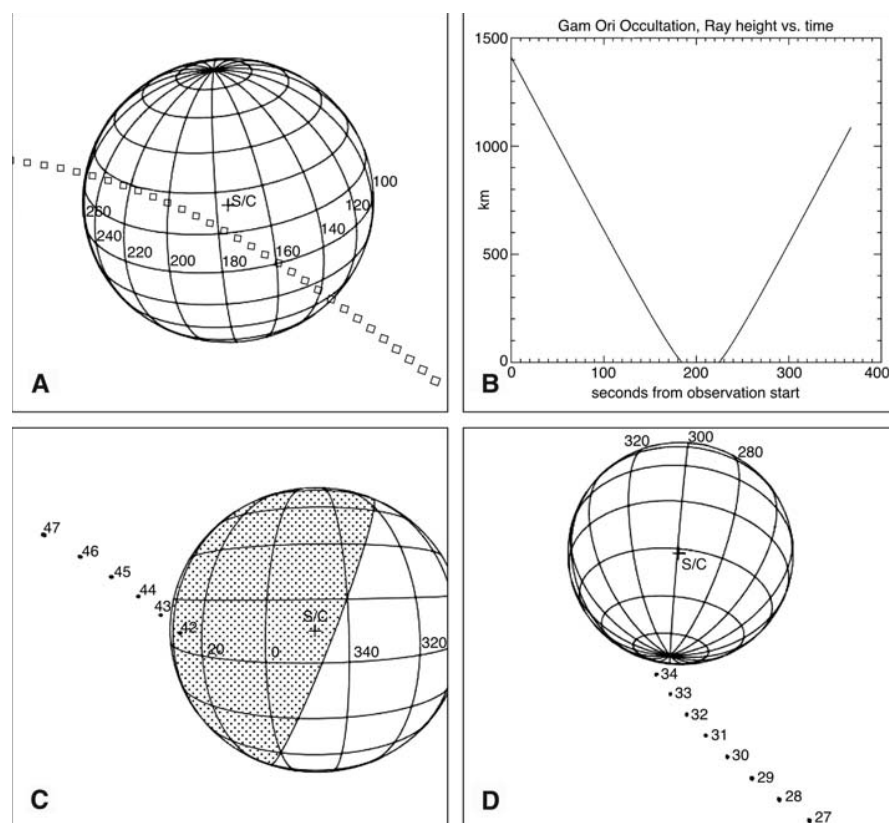 S/C
100
120
140
160
180
200
220
240
260
A
Gam Ori Occultation, Ray height vs. time
1500
1000
500
0
km
0 100 200 300 400
seconds from observation start
B
47
46
45
44
43
42
S/C
20 0 340 320
C
320 300 280
S/C
34
33
32
31
30
29
28
27
D